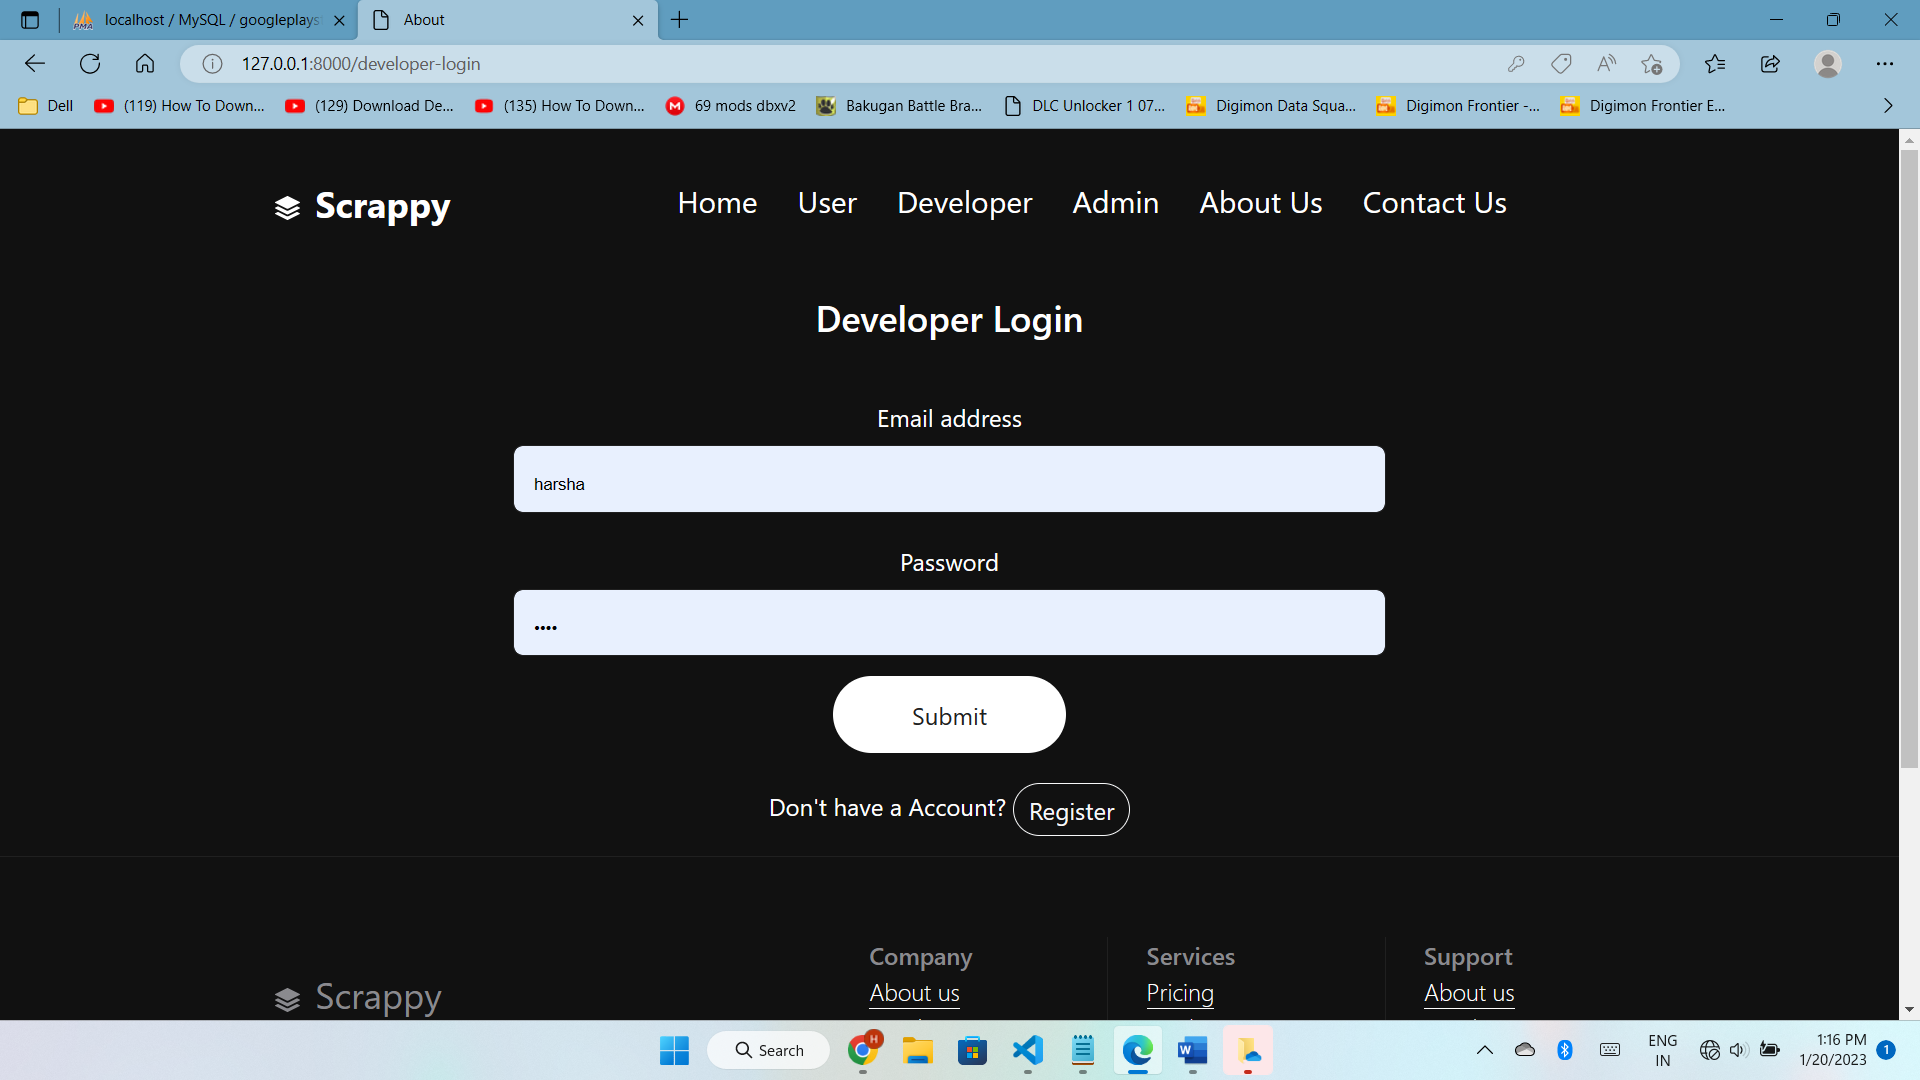 localhost / MySQL / googleplays
About
127.0.0.1:8000/developer-login
Dell
(119) How To Down...
(129) Download De...
(135) How To Down...
69 mods dbxv2
Bakugan Battle Bra...
DLC Unlocker 1 07...
Digimon Data Squa...
Digimon Frontier -...
Digimon Frontier E...
Scrappy
Home
User
Developer
Admin
About Us
Contact Us
Developer Login
Email address
harsha
Password
••••
Submit
Don't have a Account? Register
Company
Services
Support
About us
Pricing
About us
Scrappy
Search
H
ENG
IN
1:16 PM
1/20/2023
1